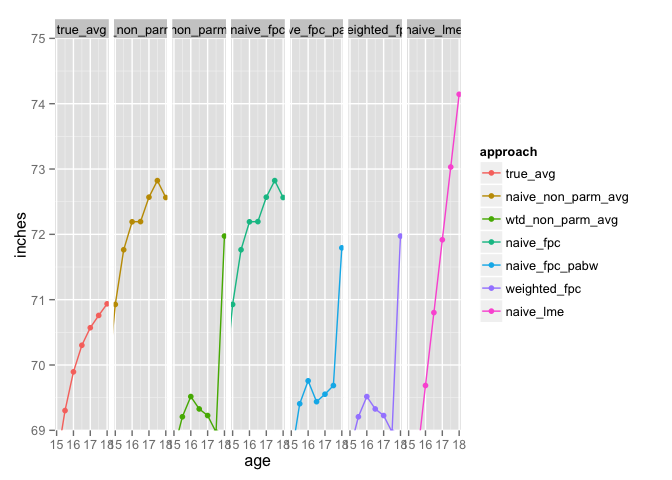 true_avg _non_parm non_parm naive_fpc ve_fpc_pa eighted_fp naive_lme
75
74
73
72
71
70
69
inches
15 16 17 18 15 16 17 18 15 16 17 18 15 16 17 18 15 16 17 18 15 16 17 18 15 16 17 18
age
approach
true_avg
naive_non_parm_avg
wtd_non_parm_avg
naive_fpc
naive_fpc_pabw
weighted_fpc
naive_lme